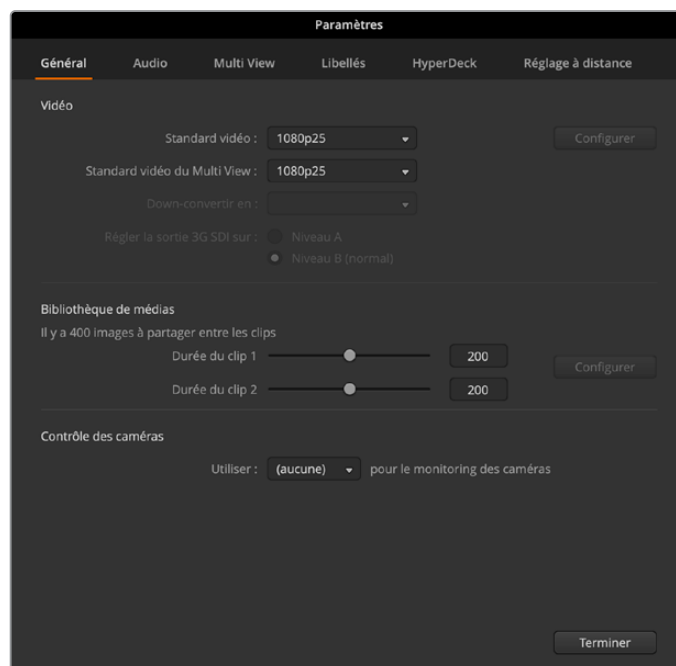 Paramètres
Général Audio Multi View Libellés HyperDeck Réglage à distance
Vidéo
Standard vidéo : 1080p25 Configurer
Standard vidéo du Multi View : 1080p25
Down-convertir en :
Régler la sortie 3G SDI sur : Niveau A
Niveau B (normal)
Bibliothèque de médias
Il y a 400 images à partager entre les clips
Durée du clip 1 200
Configurer
Durée du clip 2 200
Contrôle des caméras
Utiliser : (aucune) pour le monitoring des caméras
Terminer